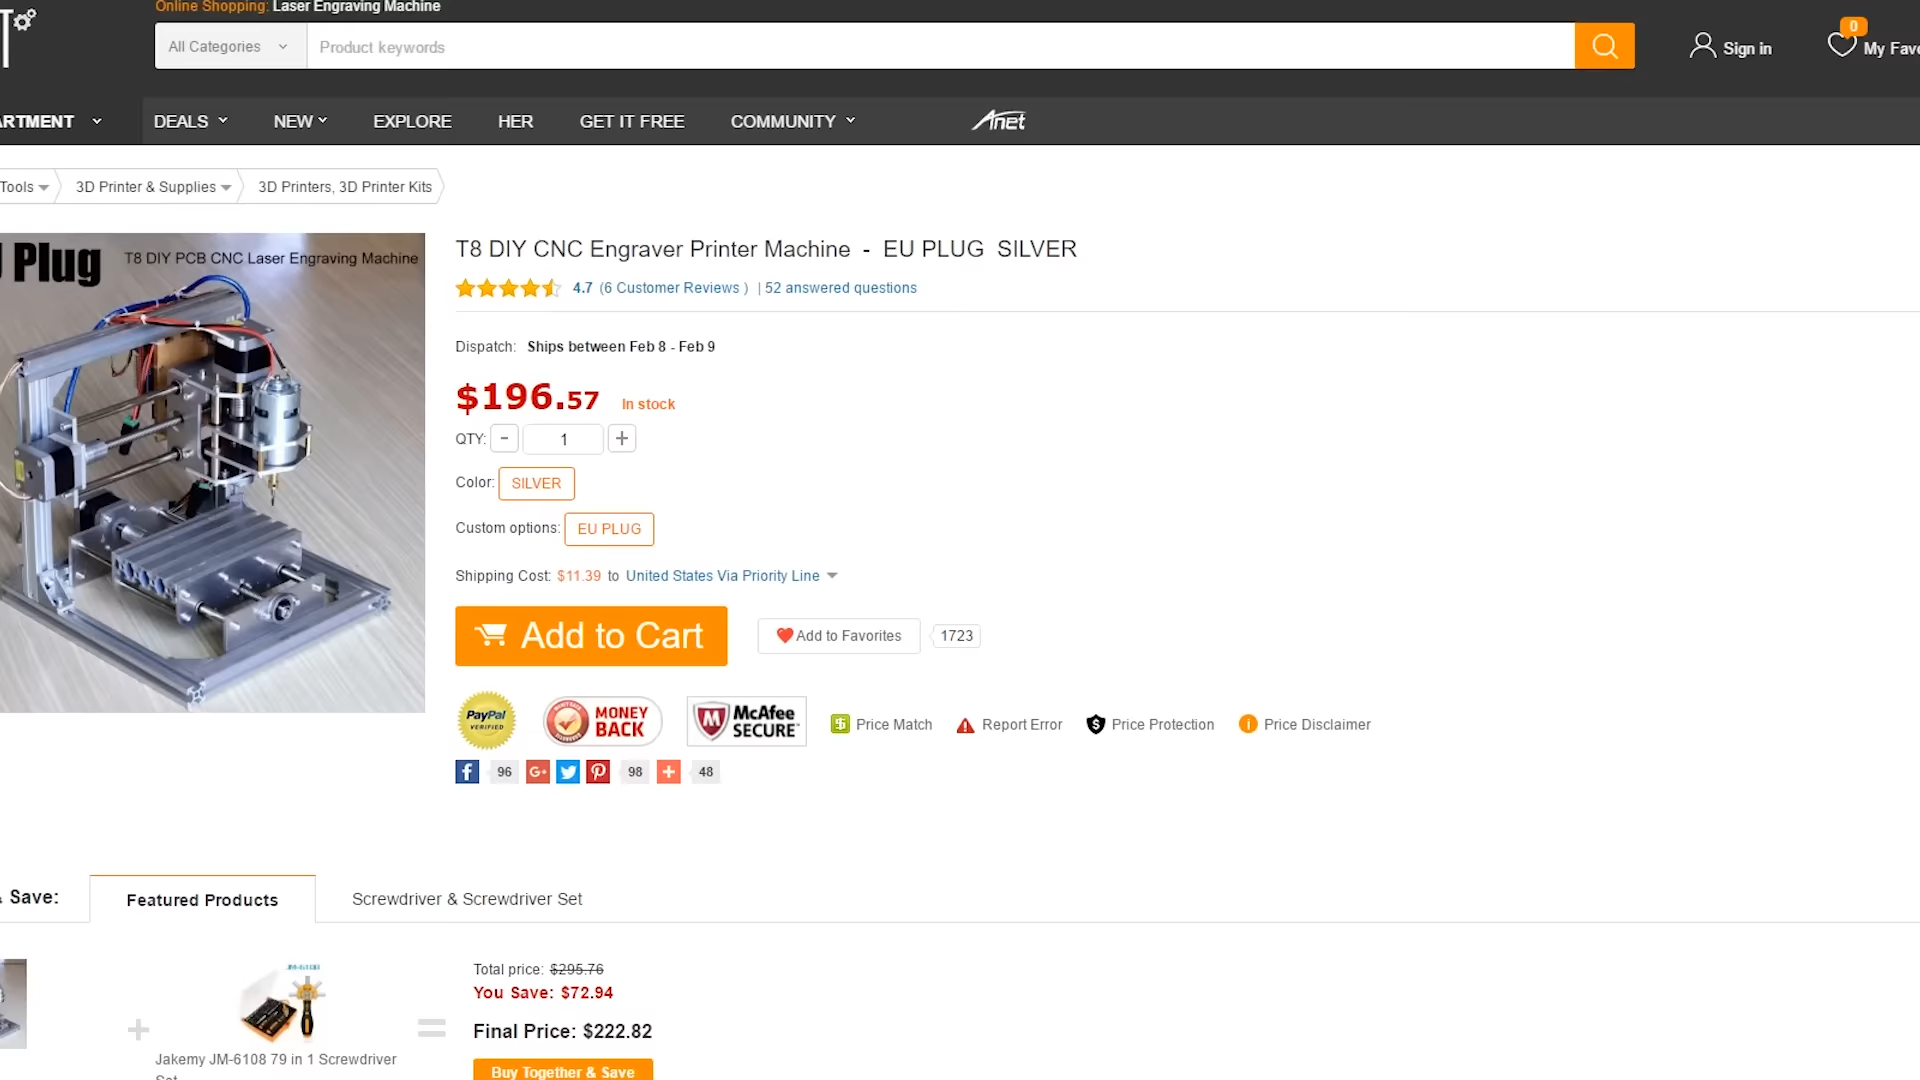 Online Shopping: Laser Engraving Machine
All Categories
Product keywords
Sign in
0
My Favo
ARTMENT
DEALS
NEW
EXPLORE
HER
GET IT FREE
COMMUNITY
Anet
Tools
3D Printer & Supplies
3D Printers, 3D Printer Kits
Plug
T8 DIY PCB CNC Laser Engraving Machine
T8 DIY CNC Engraver Printer Machine - EU PLUG SILVER
4.7 (6 Customer Reviews ) | 52 answered questions
Dispatch: Ships between Feb 8 - Feb 9
$196.57 In stock
QTY: - 1 +
Color: SILVER
Custom options: EU PLUG
Shipping Cost: $11.39 to United States Via Priority Line
Add to Cart
Add to Favorites
1723
PayPal VERIFIED
MONEY BACK
McAfee SECURE
Price Match
Report Error
Price Protection
Price Disclaimer
96
G+
98
48
Save:
Featured Products
Screwdriver & Screwdriver Set
Total price: $295.76
You Save: $72.94
Final Price: $222.82
Jakemy JM-6108 79 in 1 Screwdriver
Set
Buy Together & Save